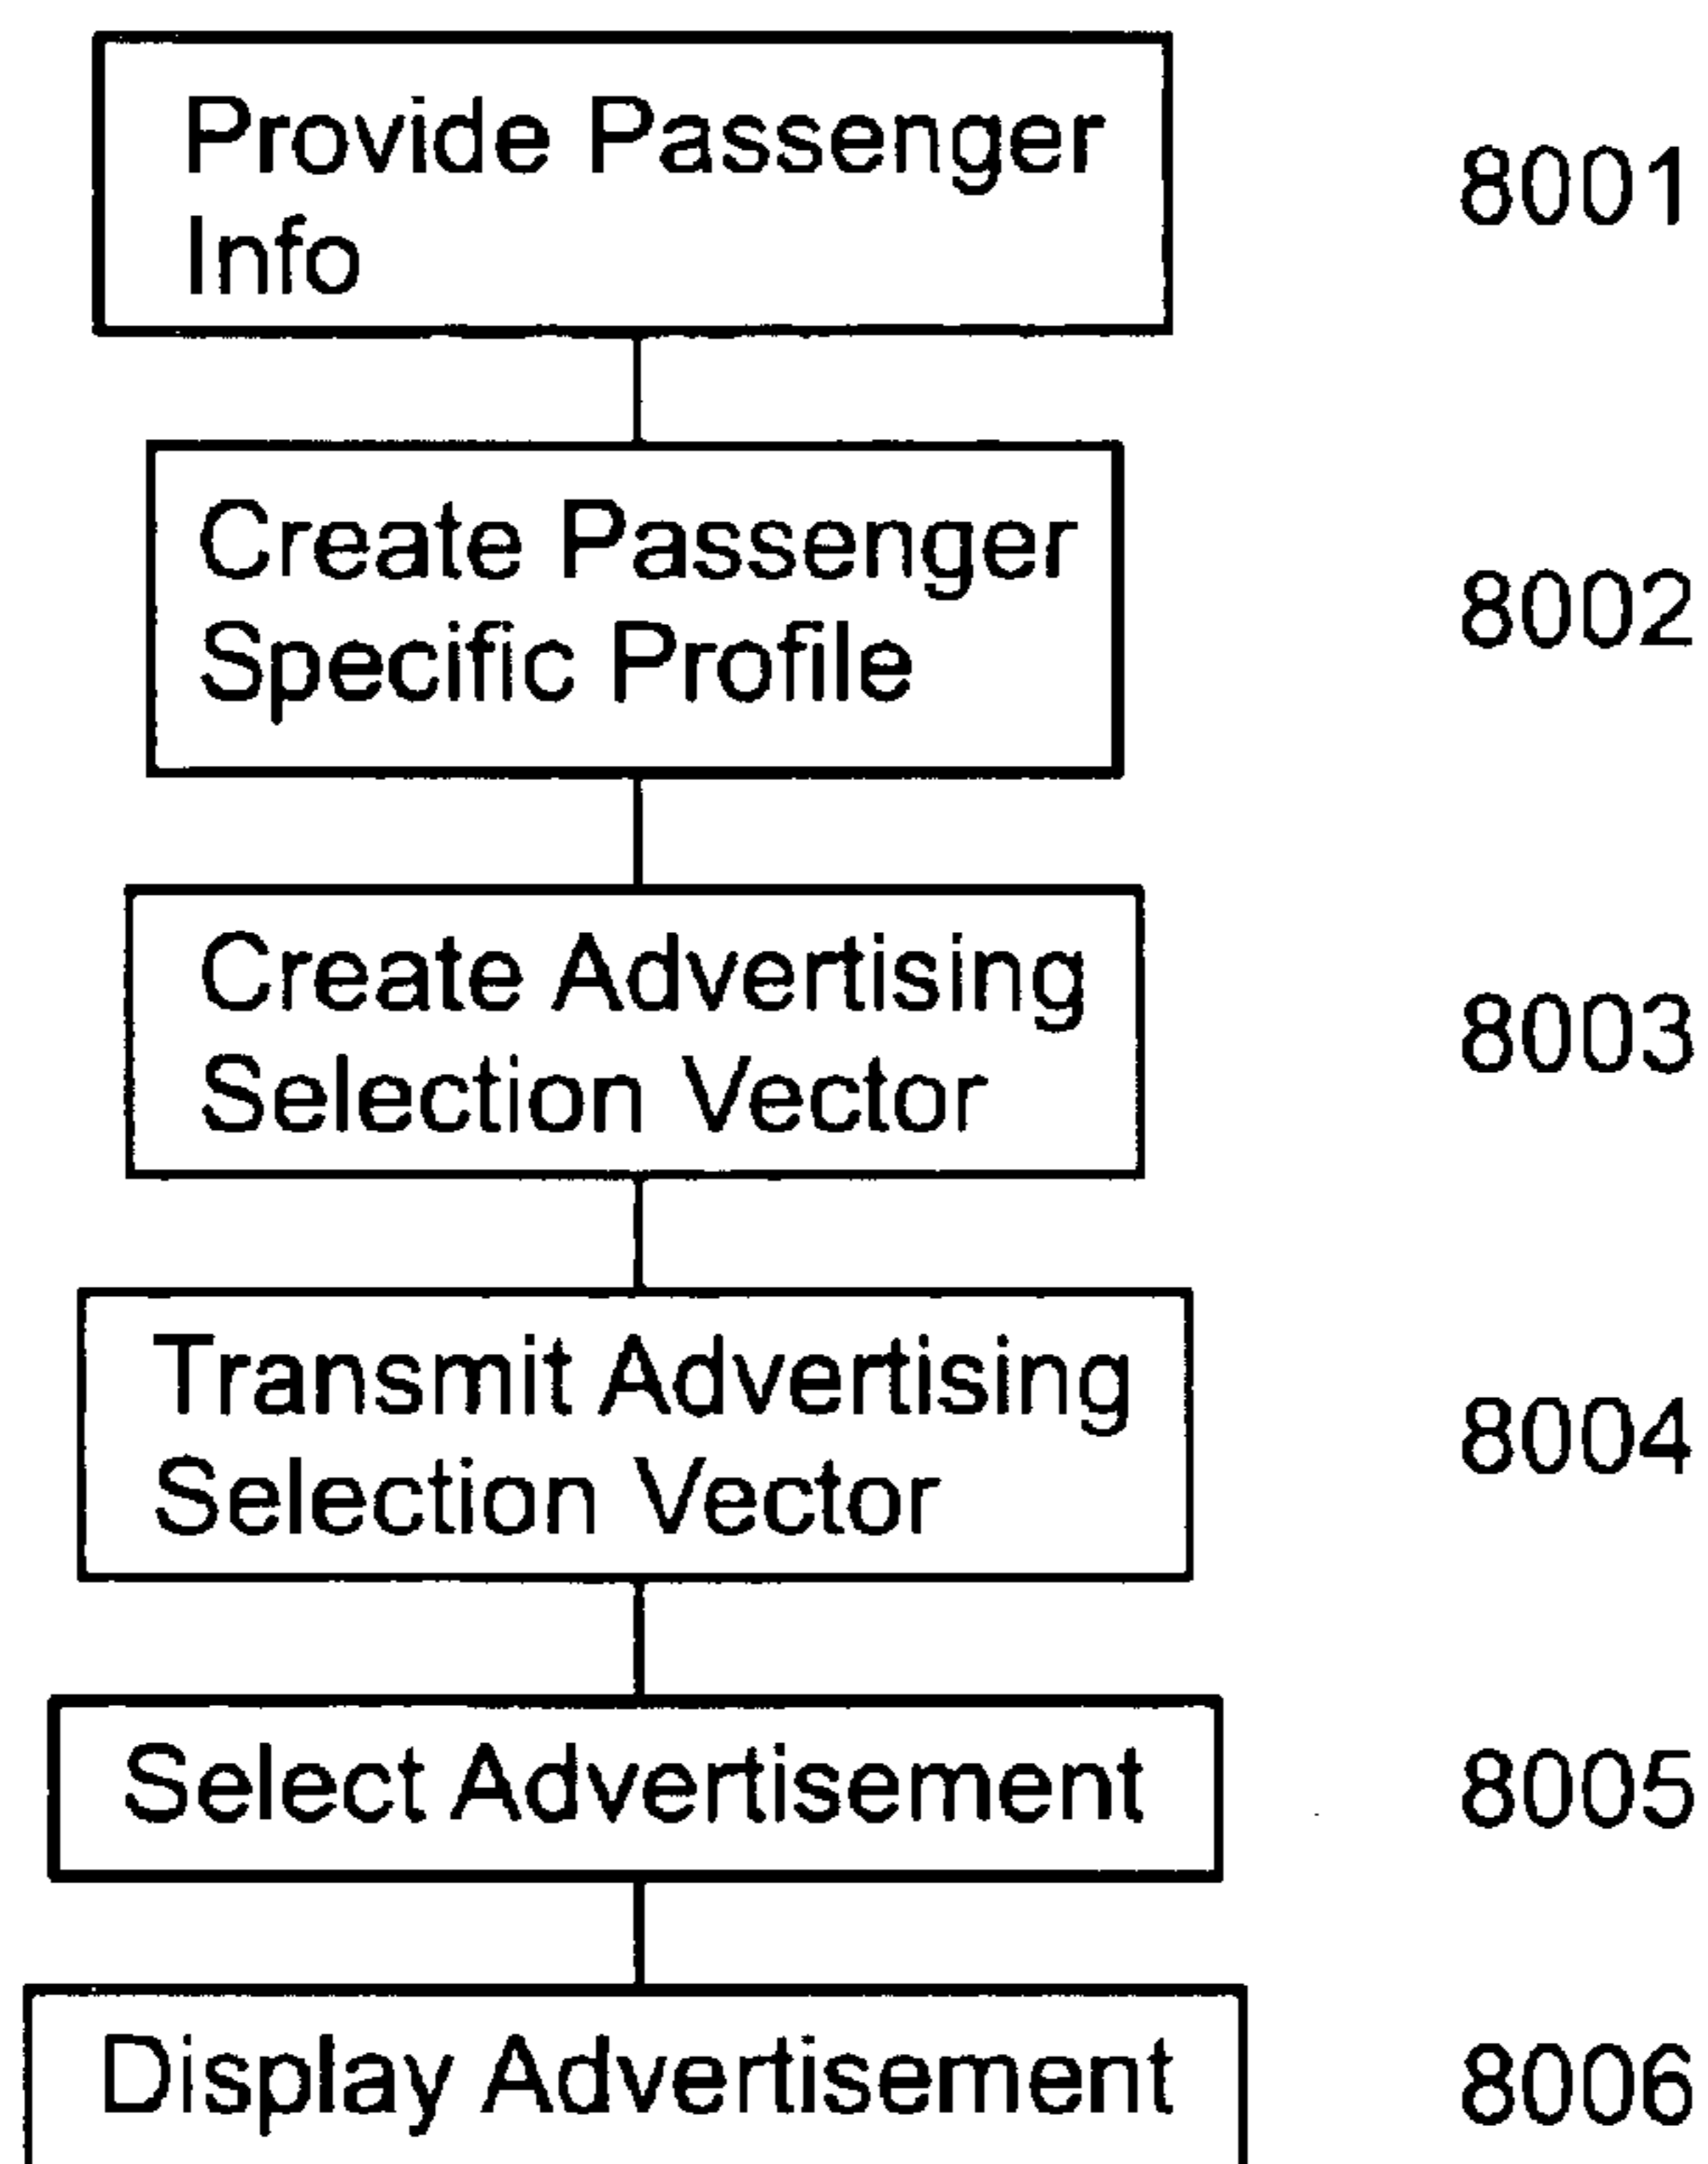 Provide Passenger
Info
8001
Create Passenger
Specific Profile
8002
Create Advertising
Selection Vector
8003
Transmit Advertising
Selection Vector
8004
Select Advertisement
8005
Display Advertisement
8006